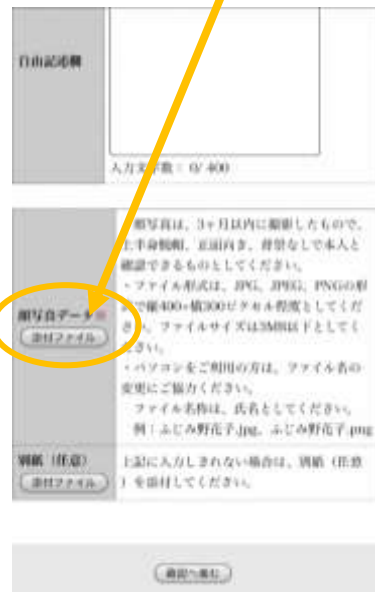 自由記述欄
入力文字数： 0/ 400
顔写真は、3ヶ月以内に撮影したもので、
上半身脱帽、正面向き、背景なしで本人と
確認できるものとしてください。
・ファイル形式は、JPG、JPEG、PNGの形
式で縦400×横300ピクセル程度としてくだ
さい。ファイルサイズは3MB以下としてく
ださい。
・パソコンをご利用の方は、ファイル名の
変更にご協力ください。
ファイル名称は、氏名としてください。
例：ふじみ野花子.jpg、ふじみ野花子.png
顔写真データ※
添付ファイル
別紙（任意）
添付ファイル
上記に入力しきれない場合は、別紙（任意
）を添付してください。
確認へ進む